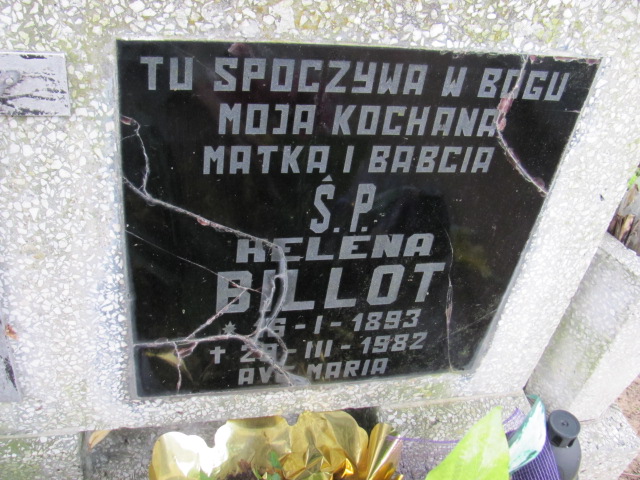 TU SPOCZYWA W BOGU
MOJA KOCHANA
MATKA I BABCIA
Ś.P.
HELENA
BILLOT
-I-1893
-III-1982
AVE MARIA